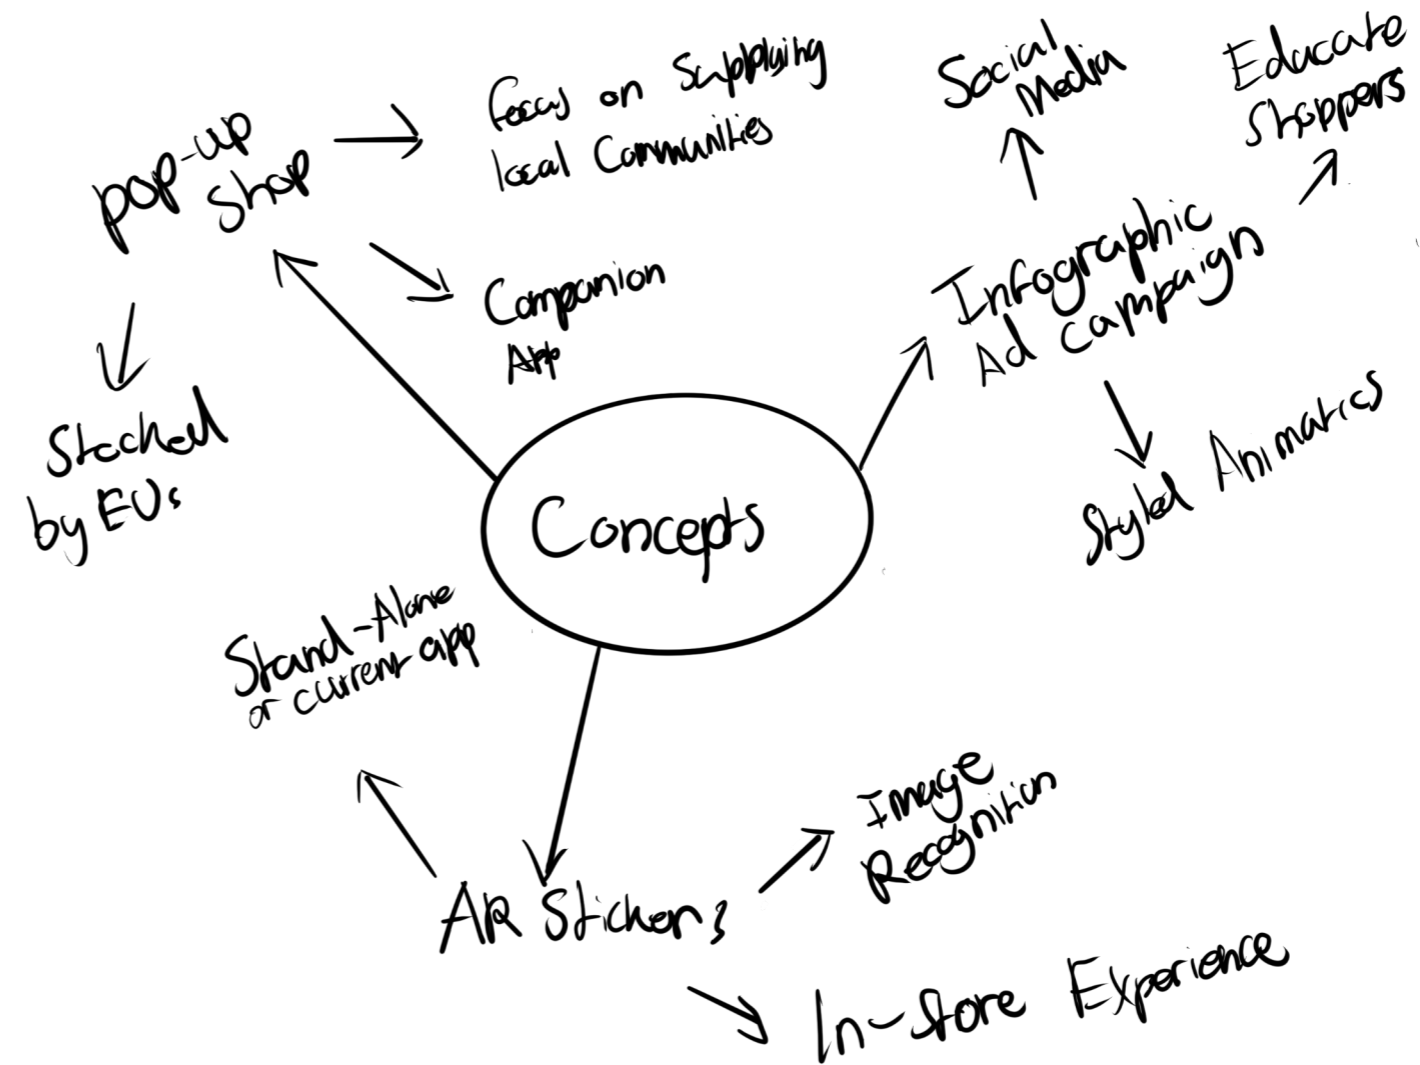 pop-up
shop
focus on Supplying
local Communities
Companion
App
Stocked
by EVs
Social
Media
Educate
Shoppers
Infographic
Ad Campaign
Styled Animatics
Concepts
Stand-Alone
or current app
AR Stickers
Image
Recognition
In-Store Experience